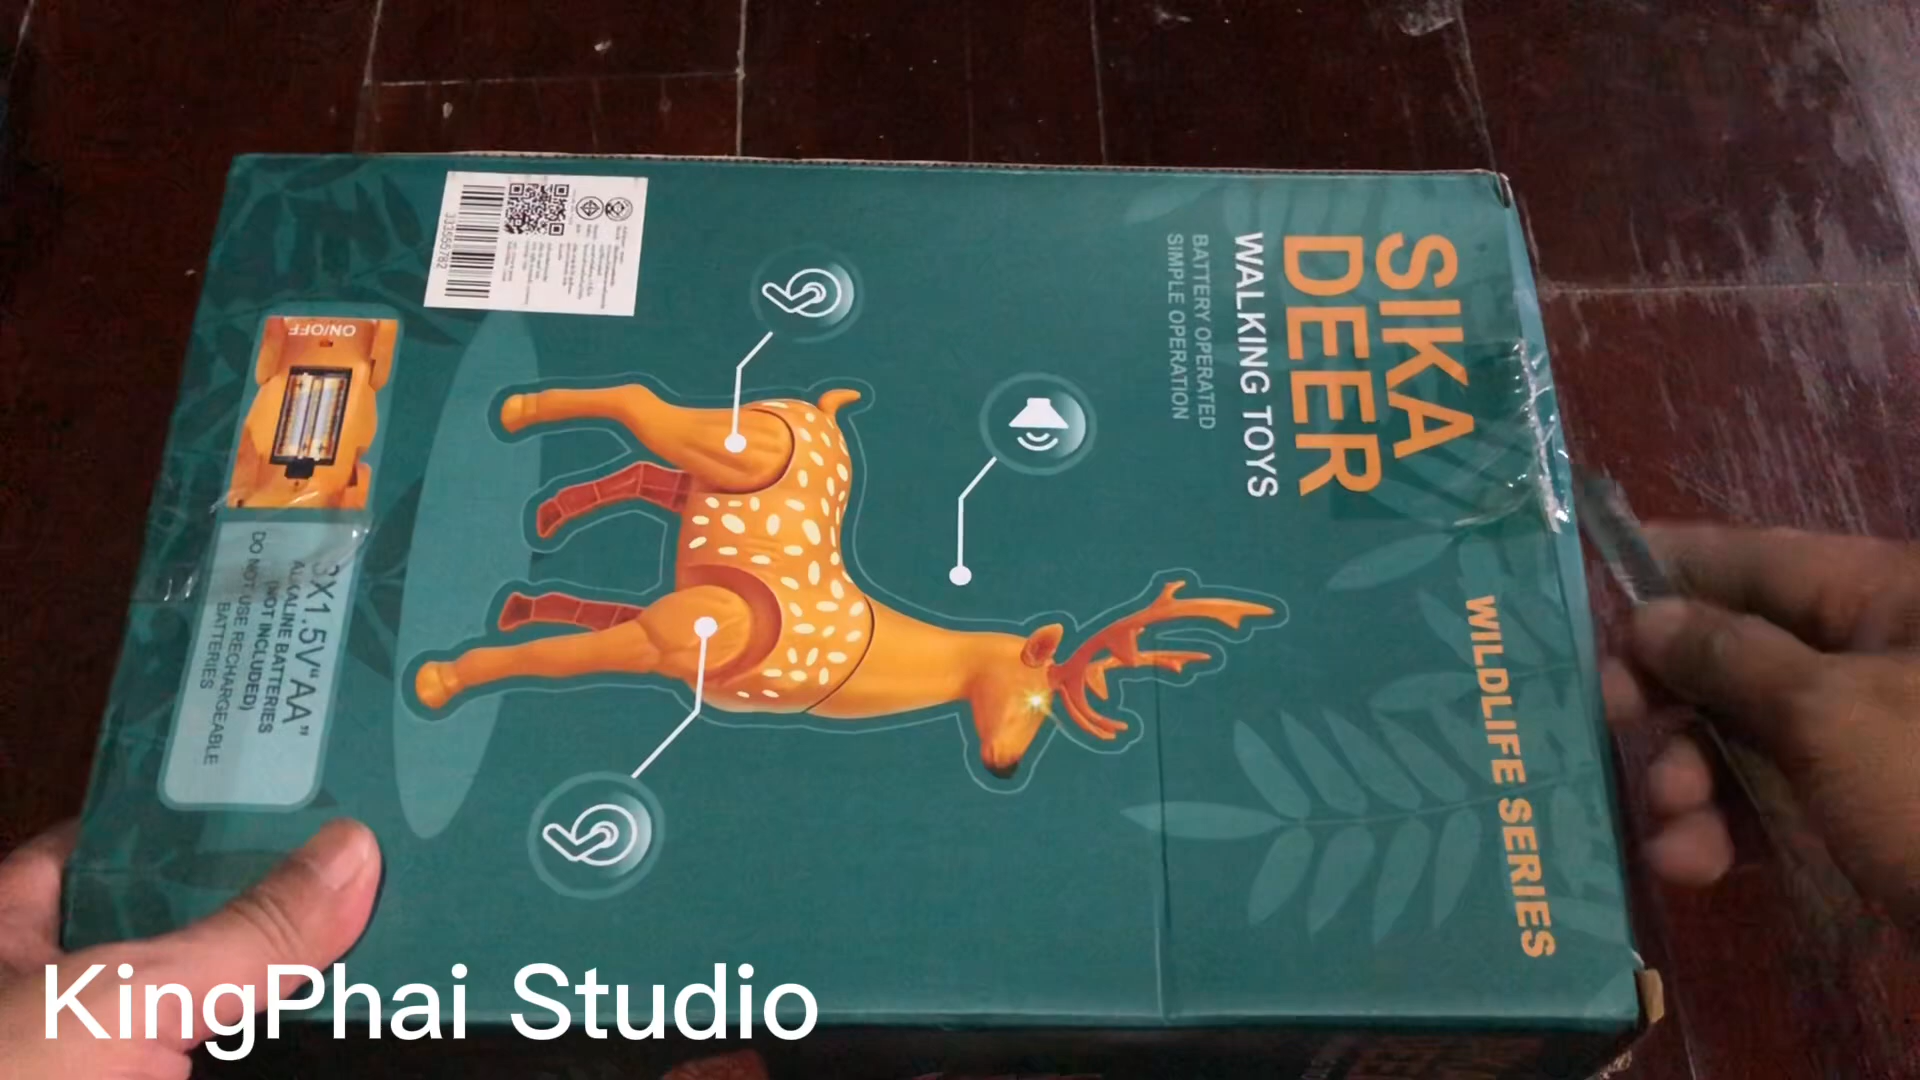 SIKA
DEER
WALKING TOYS
BATTERY OPERATED
SIMPLE OPERATION
WILDLIFE SERIES
333566782
ON/OFF
3X1.5V“AA”
ALKALINE BATTERIES
(NOT INCLUDED)
DO NOT USE RECHARGEABLE
BATTERIES
KingPhai Studio